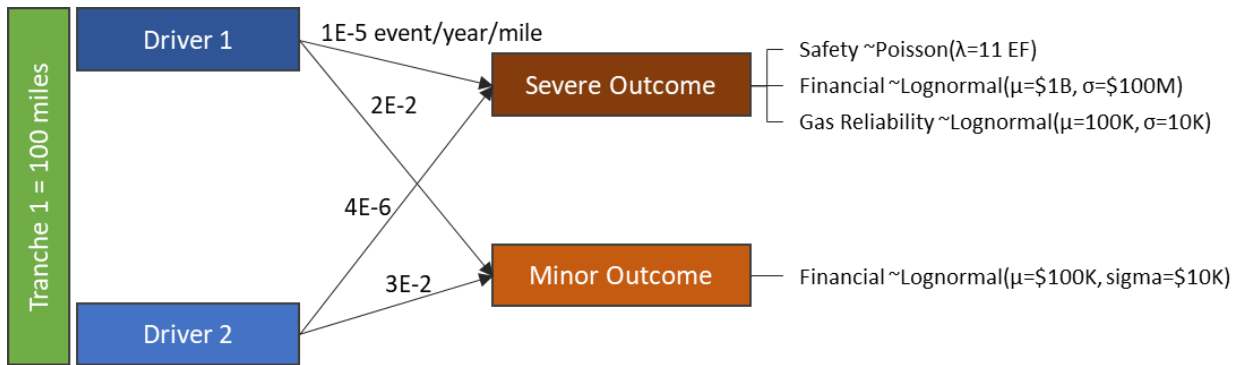 Tranche 1 = 100 miles
Driver 1
1E-5 event/year/mile
2E-2
4E-6
3E-2
Driver 2
Severe Outcome
Safety ~Poisson(λ=11 EF)
Financial ~Lognormal(μ=$1B, σ=$100M)
Gas Reliability ~Lognormal(μ=100K, σ=10K)
Minor Outcome
Financial ~Lognormal(μ=$100K, sigma=$10K)